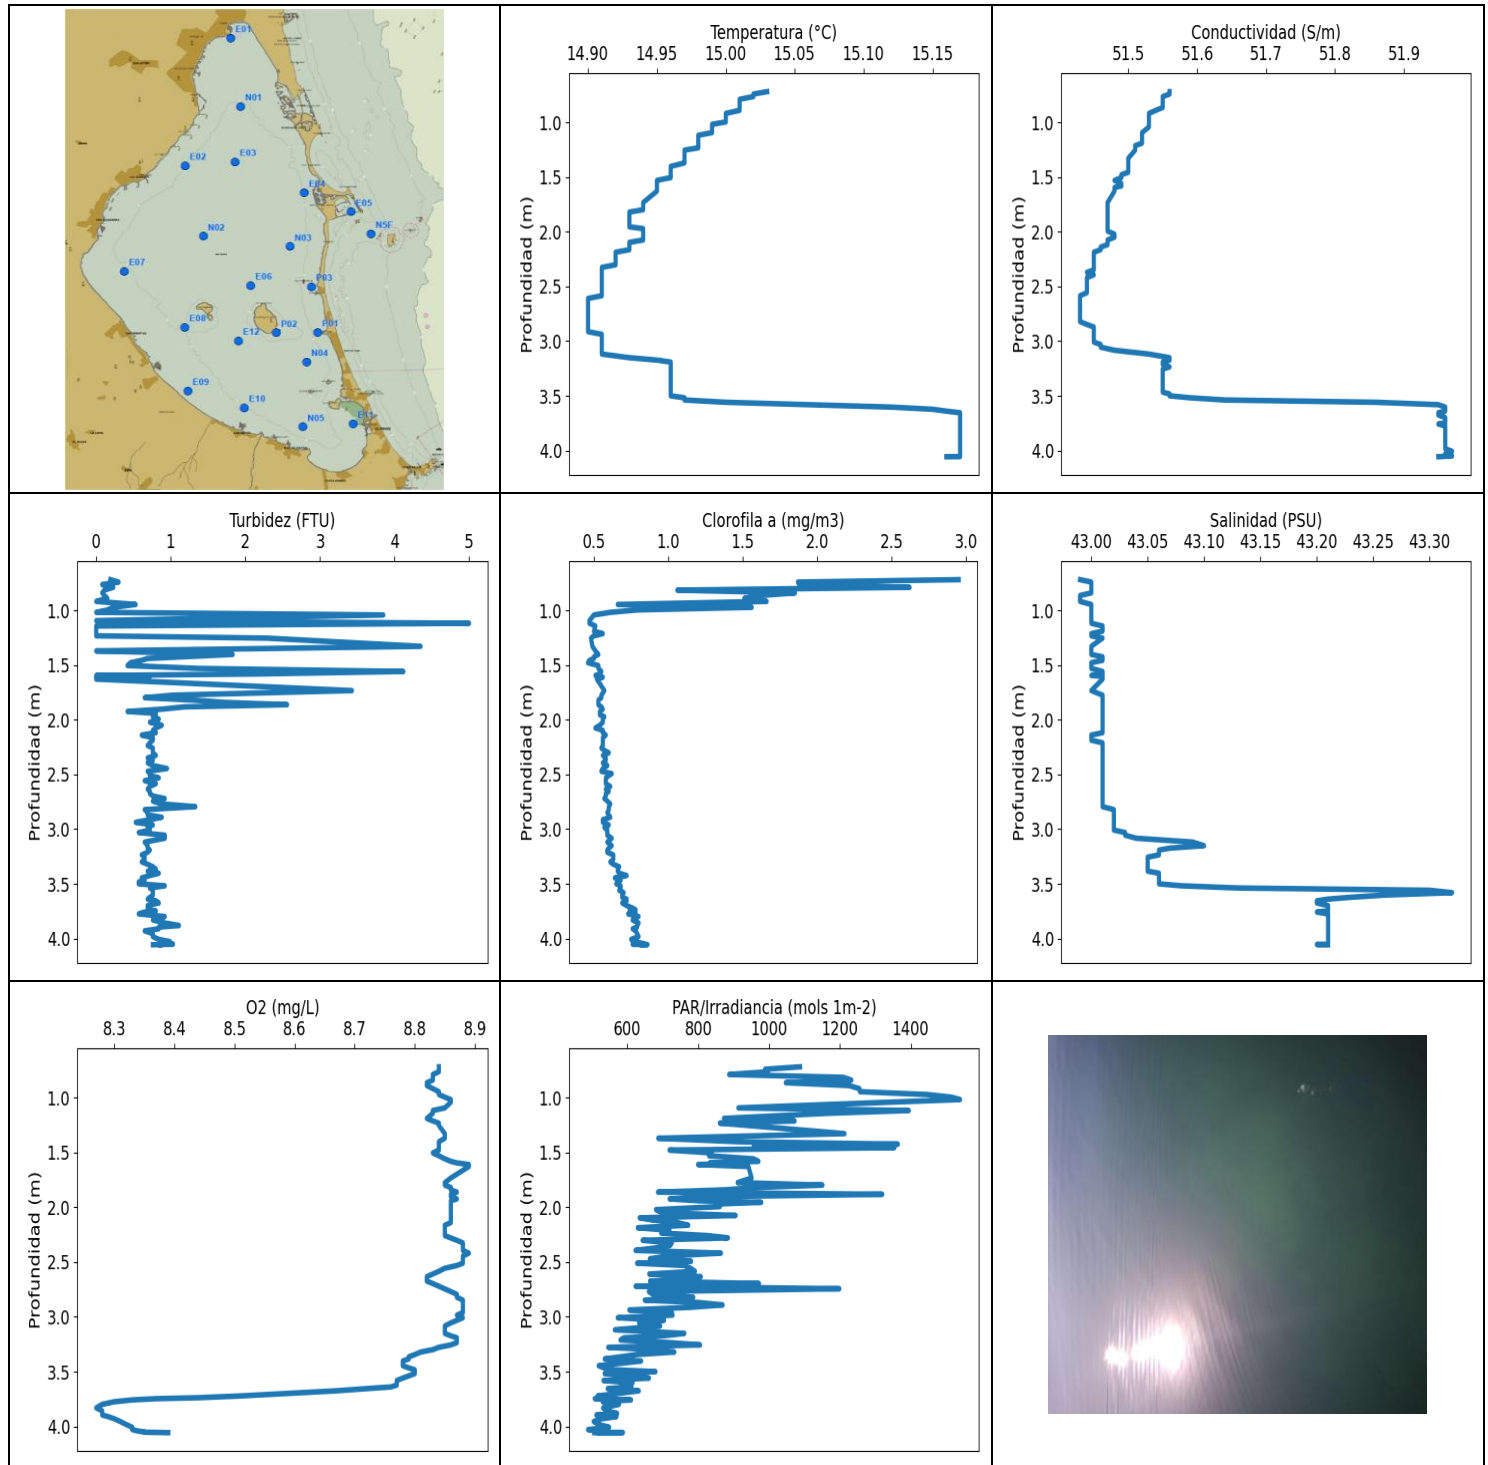 E01
N01
E02
E03
E04
E05
N5F
N02
N03
E07
E06
P03
E08
P02
P01
E12
N04
E09
E10
N05
E11
Temperatura (°C)
14.90 14.95 15.00 15.05 15.10 15.15
Profundidad (m)
1.0
1.5
2.0
2.5
3.0
3.5
4.0
Conductividad (S/m)
51.5 51.6 51.7 51.8 51.9
Profundidad (m)
1.0
1.5
2.0
2.5
3.0
3.5
4.0
Turbidez (FTU)
0 1 2 3 4 5
Profundidad (m)
1.0
1.5
2.0
2.5
3.0
3.5
4.0
Clorofila a (mg/m3)
0.5 1.0 1.5 2.0 2.5 3.0
Profundidad (m)
1.0
1.5
2.0
2.5
3.0
3.5
4.0
Salinidad (PSU)
43.00 43.05 43.10 43.15 43.20 43.25 43.30
Profundidad (m)
1.0
1.5
2.0
2.5
3.0
3.5
4.0
O2 (mg/L)
8.3 8.4 8.5 8.6 8.7 8.8 8.9
Profundidad (m)
1.0
1.5
2.0
2.5
3.0
3.5
4.0
PAR/Irradiancia (mols 1m-2)
600 800 1000 1200 1400
Profundidad (m)
1.0
1.5
2.0
2.5
3.0
3.5
4.0